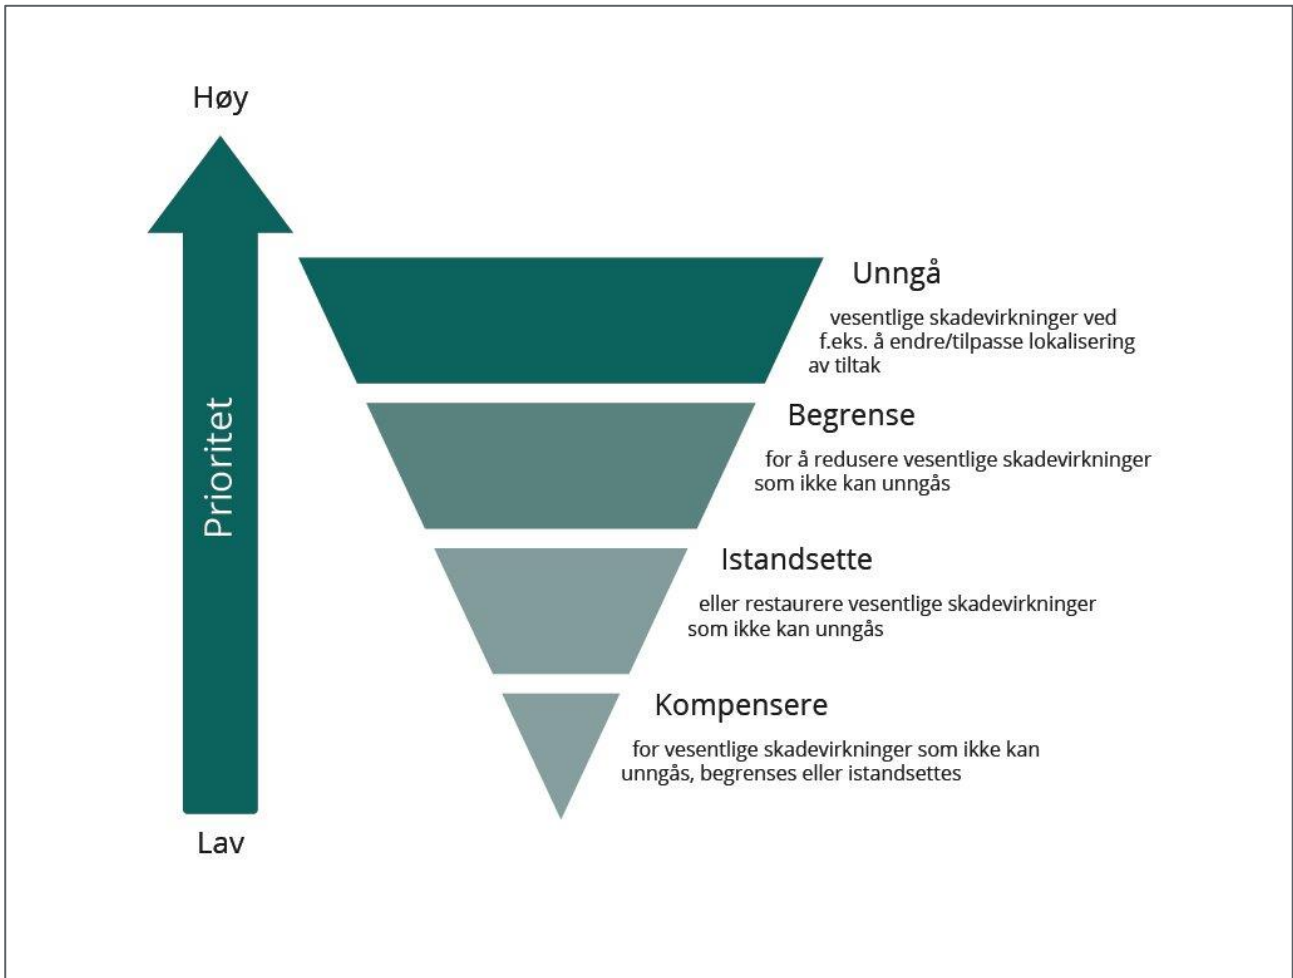 Høy
Prioritet
Lav
Unngå
vesentlige skadevirkninger ved
f.eks. å endre/tilpasse lokalisering
av tiltak
Begrense
for å redusere vesentlige skadevirkninger
som ikke kan unngås
Istandsette
eller restaurere vesentlige skadevirkninger
som ikke kan unngås
Kompensere
for vesentlige skadevirkninger som ikke kan
unngås, begrenses eller istandsettes